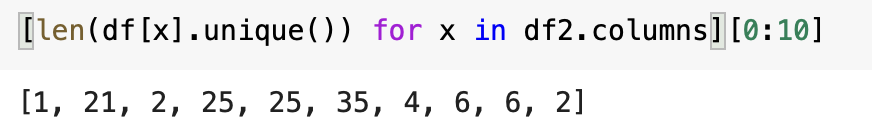 [len(df[x].unique()) for x in df2.columns][0:10]
[1, 21, 2, 25, 25, 35, 4, 6, 6, 2]